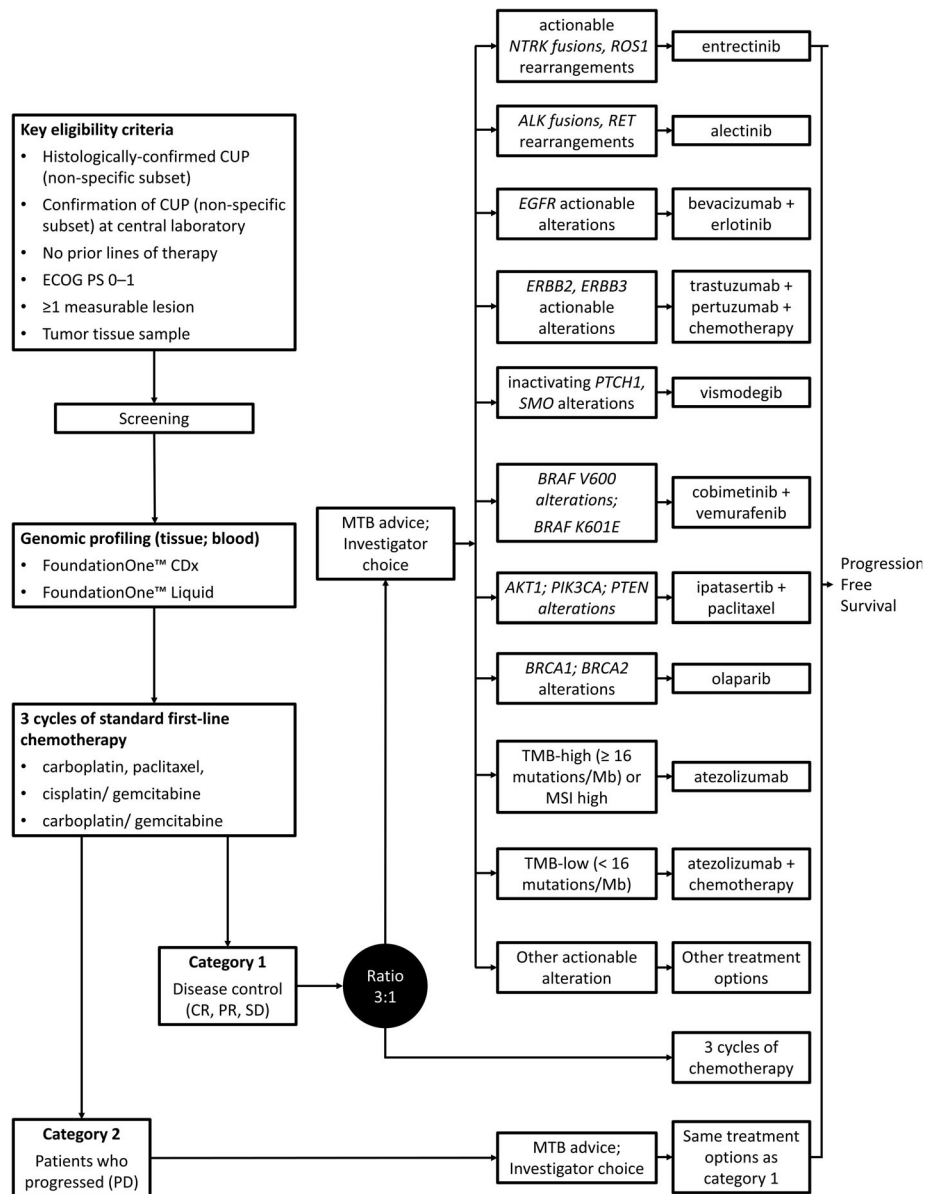 Key eligibility criteria
• Histologically-confirmed CUP
(non-specific subset)
• Confirmation of CUP (non-specific
subset) at central laboratory
• No prior lines of therapy
• ECOG PS 0–1
• ≥1 measurable lesion
• Tumor tissue sample
Screening
Genomic profiling (tissue; blood)
• FoundationOne™ CDx
• FoundationOne™ Liquid
3 cycles of standard first-line
chemotherapy
• carboplatin, paclitaxel,
• cisplatin/ gemcitabine
• carboplatin/ gemcitabine
Category 1
Disease control
(CR, PR, SD)
Ratio
3:1
MTB advice;
Investigator
choice
actionable
NTRK fusions, ROS1
rearrangements
entrectinib
ALK fusions, RET
rearrangements
alectinib
EGFR actionable
alterations
bevacizumab +
erlotinib
ERBB2, ERBB3
actionable
alterations
trastuzumab +
pertuzumab +
chemotherapy
inactivating PTCH1,
SMO alterations
vismodegib
BRAF V600
alterations;
BRAF K601E
cobimetinib +
vemurafenib
AKT1; PIK3CA; PTEN
alterations
ipatasertib +
paclitaxel
BRCA1; BRCA2
alterations
olaparib
TMB-high (≥ 16
mutations/Mb) or
MSI high
atezolizumab
TMB-low (< 16
mutations/Mb)
atezolizumab +
chemotherapy
Other actionable
alteration
Other treatment
options
3 cycles of
chemotherapy
Category 2
Patients who
progressed (PD)
MTB advice;
Investigator choice
Same treatment
options as
category 1
Progression
Free
Survival